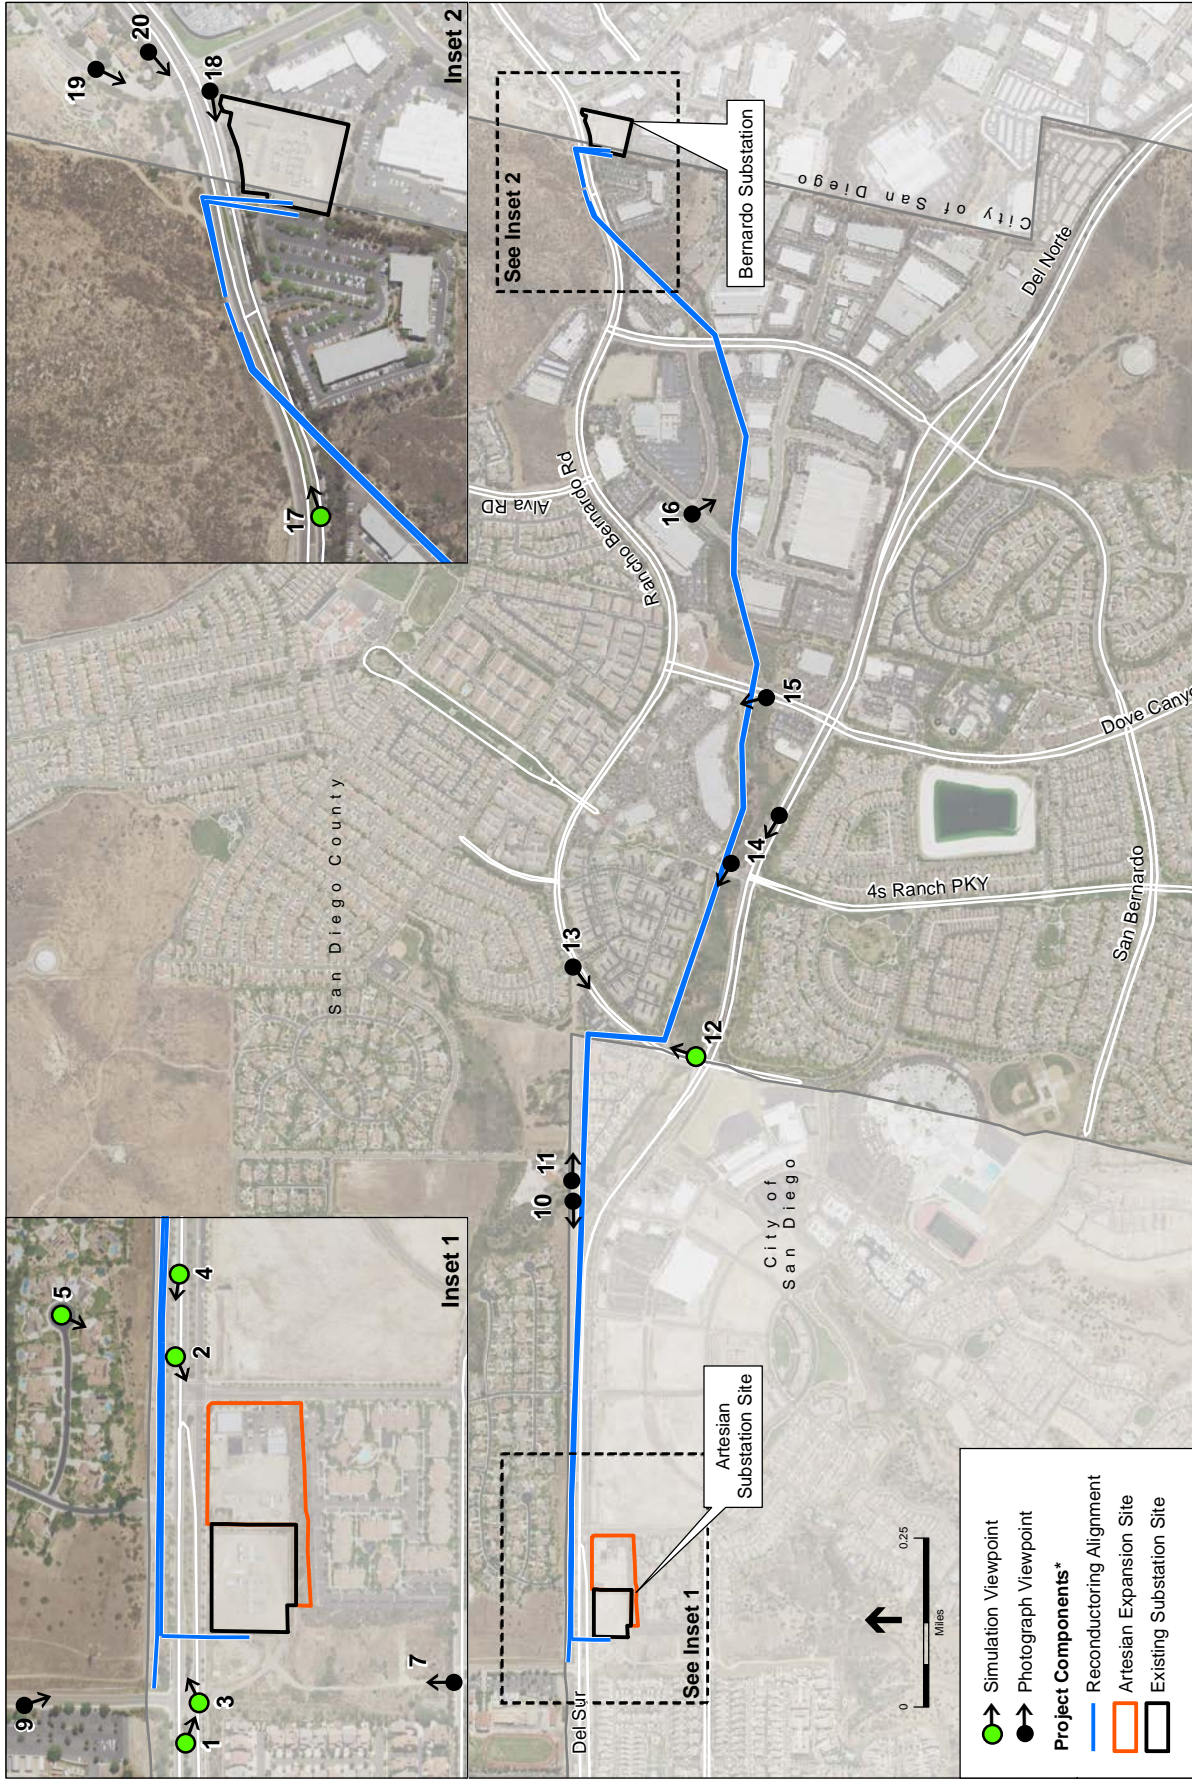 9
1
3
7
5
2
4
Inset 1
19
20
18
17
Inset 2
San Diego County
Alva RD
Rancho Bernardo Rd
See Inset 2
Bernardo Substation
City of San Diego
Del Norte
16
15
14
13
12
11
10
Dove Canyo
4s Ranch PKY
San Bernardo
City of
San Diego
Artesian
Substation Site
See Inset 1
Del Sur
0
0.25
Miles
Simulation Viewpoint
Photograph Viewpoint
Project Components*
Reconductoring Alignment
Artesian Expansion Site
Existing Substation Site